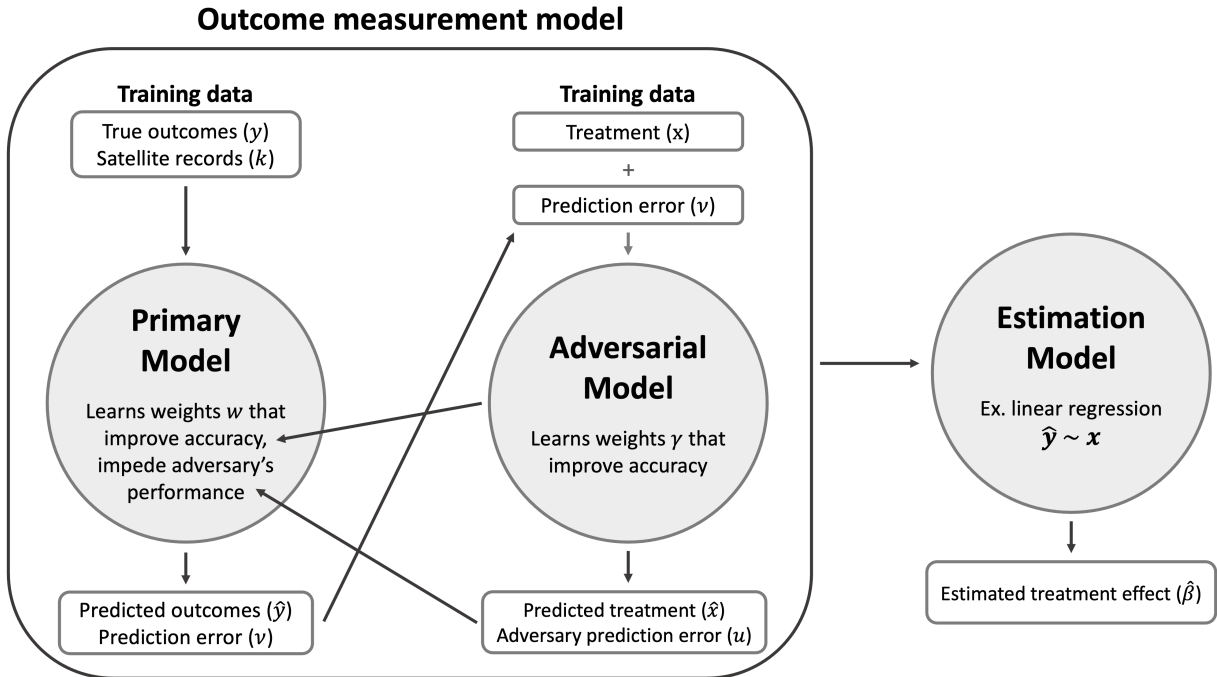 Outcome measurement model
Training data
True outcomes (y)
Satellite records (k)
Primary
Model
Learns weights w that
improve accuracy,
impede adversary's
performance
Predicted outcomes (ŷ)
Prediction error (ν)
Training data
Treatment (x)
+
Prediction error (ν)
Adversarial
Model
Learns weights γ that
improve accuracy
Predicted treatment (x̂)
Adversary prediction error (u)
Estimation
Model
Ex. linear regression
ŷ ~ x
Estimated treatment effect (β̂)